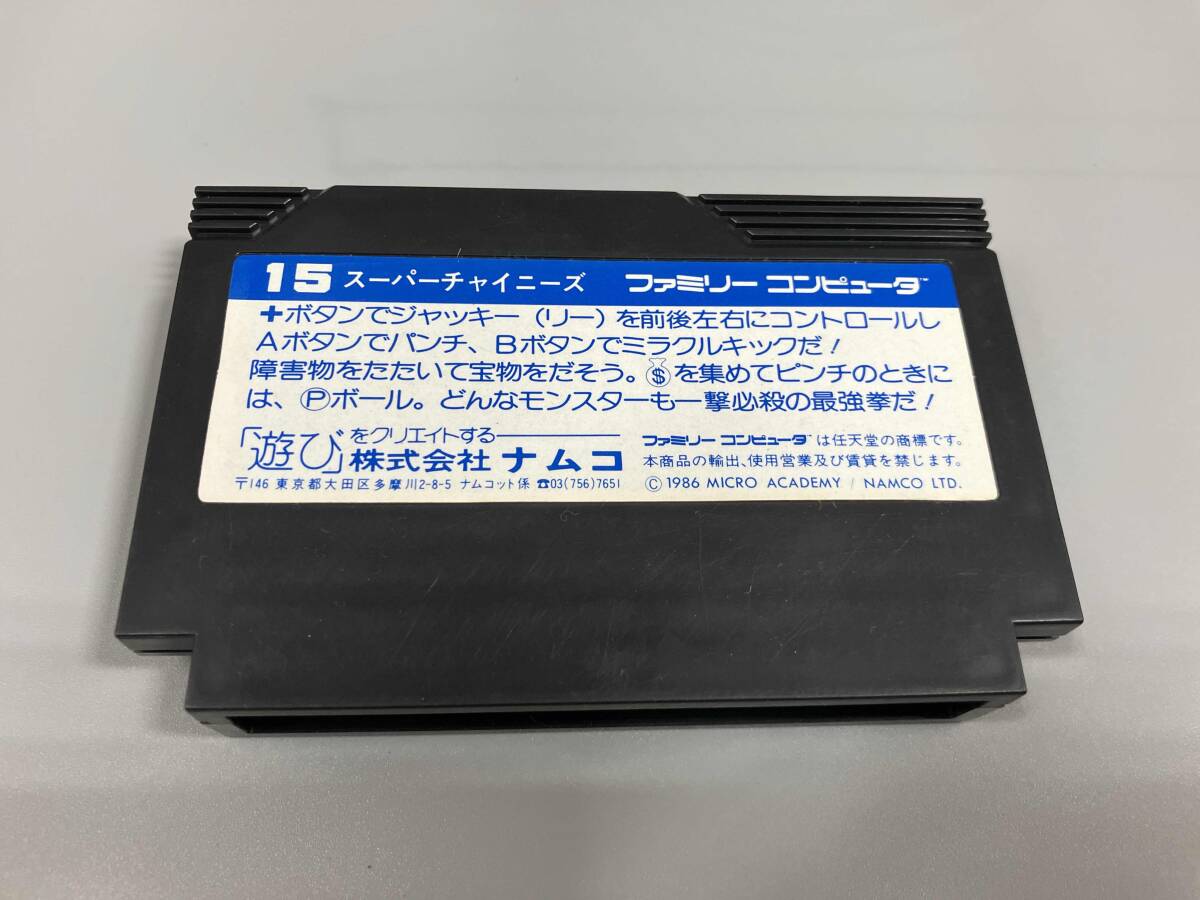 15 スーパーチャイニーズ ファミリー コンピュータ™
+ボタンでジャッキー(リー)を前後左右にコントロールし
Aボタンでパンチ、Bボタンでミラクルキックだ!
障害物をたたいて宝物をだそう。$を集めてピンチのときに
は、Ⓟボール。どんなモンスターも一撃必殺の最強拳だ!
「遊び」をクリエイトする
株式会社 ナムコ
〒146 東京都大田区多摩川2-8-5 ナムコット係 ☎03(756)7651
ファミリー コンピュータ™は任天堂の商標です。
本商品の輸出、使用営業及び賃貸を禁じます。
© 1986 MICRO ACADEMY / NAMCO LTD.